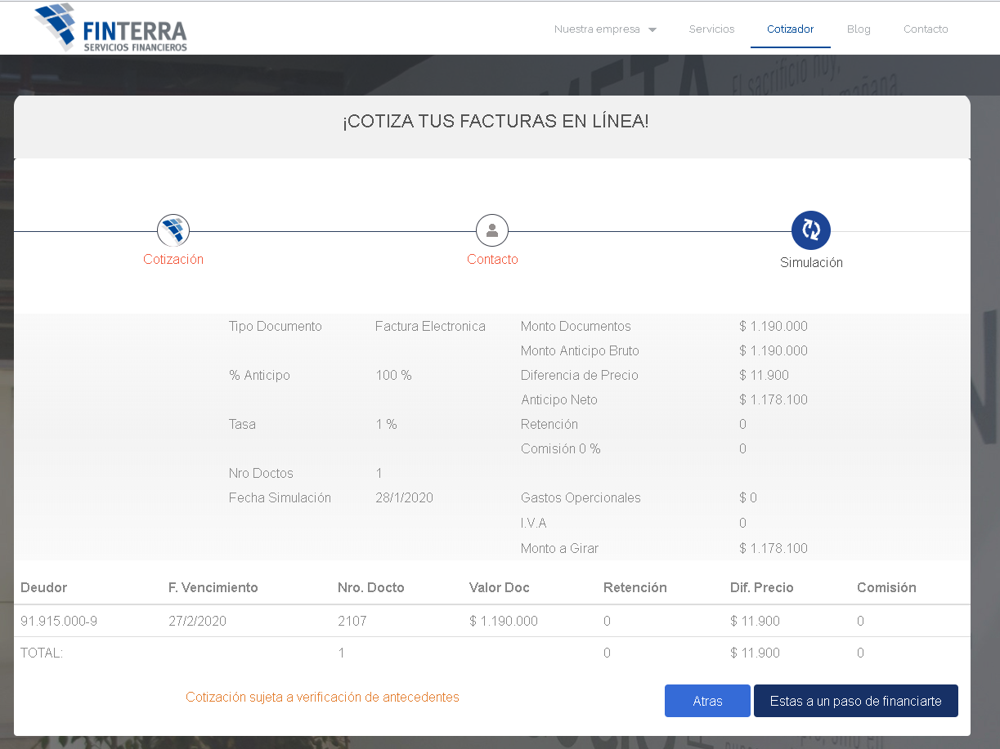 FINTERRA
SERVICIOS FINANCIEROS
Nuestra empresa Servicios Cotizador Blog Contacto
META
El sacrificio hoy,
mañana.
¡COTIZA TUS FACTURAS EN LÍNEA!
Cotización Contacto Simulación
Tipo Documento Factura Electronica Monto Documentos $ 1.190.000
Monto Anticipo Bruto $ 1.190.000
% Anticipo 100 % Diferencia de Precio $ 11.900
Anticipo Neto $ 1.178.100
Tasa 1 % Retención 0
Comisión 0 % 0
Nro Doctos 1
Fecha Simulación 28/1/2020 Gastos Opercionales $ 0
I.V.A 0
Monto a Girar $ 1.178.100
Deudor F. Vencimiento Nro. Docto Valor Doc Retención Dif. Precio Comisión
91.915.000-9 27/2/2020 2107 $ 1.190.000 0 $ 11.900 0
TOTAL: 1 0 $ 11.900 0
Cotización sujeta a verificación de antecedentes
Atras Estas a un paso de financiarte